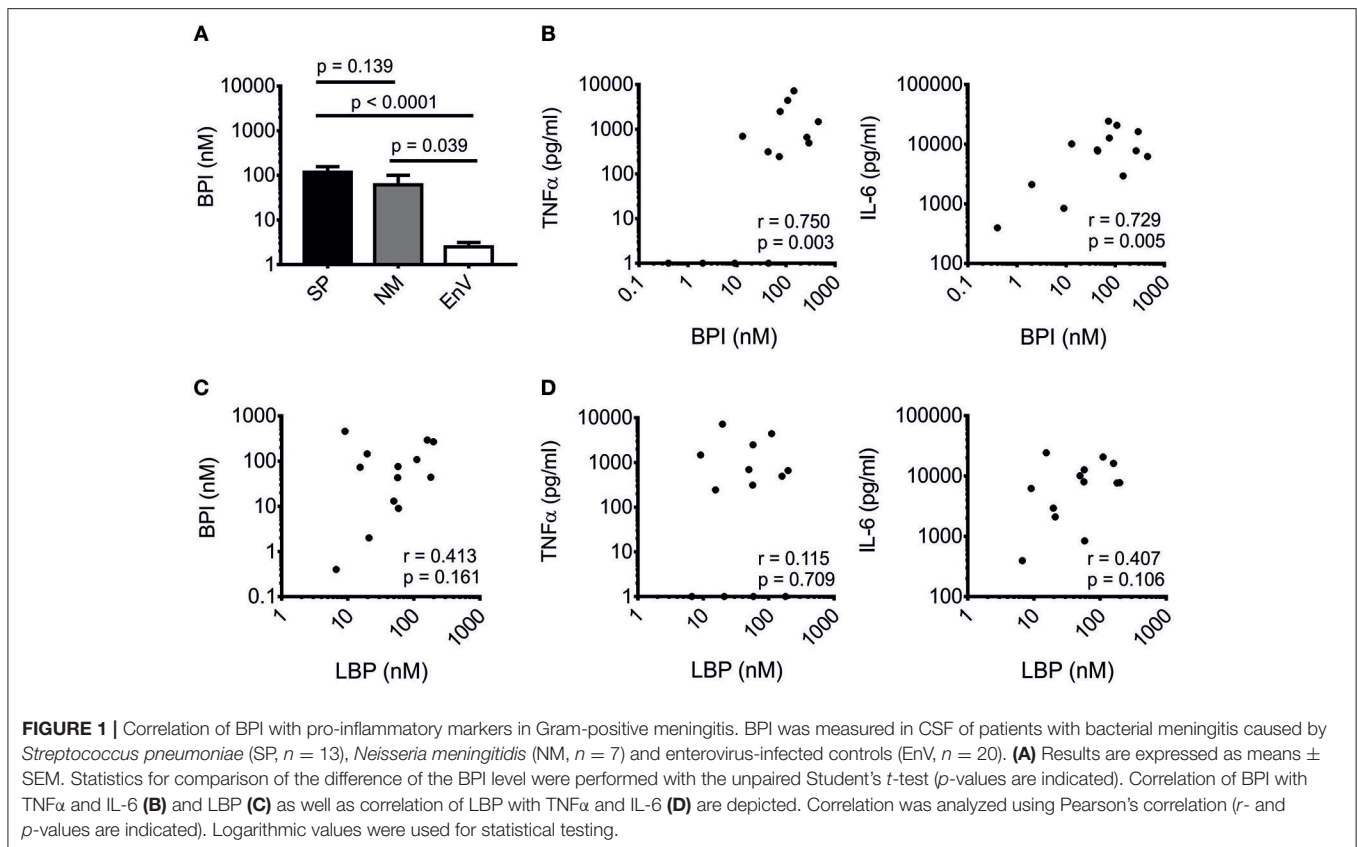 A
p = 0.139
p < 0.0001
p = 0.039
10000
1000
100
10
1
BPI (nM)
SP
NM
EnV
B
10000
1000
100
10
1
TNFα (pg/ml)
r = 0.750
p = 0.003
0.1
1
10
100
1000
BPI (nM)
100000
10000
1000
100
IL-6 (pg/ml)
r = 0.729
p = 0.005
0.1
1
10
100
1000
BPI (nM)
C
1000
100
10
1
0.1
BPI (nM)
r = 0.413
p = 0.161
1
10
100
1000
LBP (nM)
D
10000
1000
100
10
1
TNFα (pg/ml)
r = 0.115
p = 0.709
1
10
100
1000
LBP (nM)
100000
10000
1000
100
IL-6 (pg/ml)
r = 0.407
p = 0.106
1
10
100
1000
LBP (nM)
FIGURE 1 | Correlation of BPI with pro-inflammatory markers in Gram-positive meningitis. BPI was measured in CSF of patients with bacterial meningitis caused by
Streptococcus pneumoniae (SP, n = 13), Neisseria meningitidis (NM, n = 7) and enterovirus-infected controls (EnV, n = 20). (A) Results are expressed as means ±
SEM. Statistics for comparison of the difference of the BPI level were performed with the unpaired Student's t-test (p-values are indicated). Correlation of BPI with
TNFα and IL-6 (B) and LBP (C) as well as correlation of LBP with TNFα and IL-6 (D) are depicted. Correlation was analyzed using Pearson's correlation (r- and
p-values are indicated). Logarithmic values were used for statistical testing.